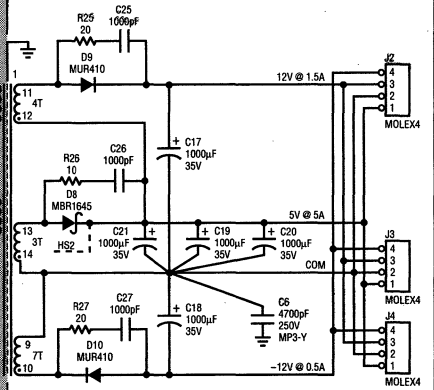 R25
20
C25
1000pF
D9
MUR410
1
11
4T
12
12V @ 1.5A
J2
4
3
2
1
MOLEX4
C17
1000µF
35V
R26
10
C26
1000pF
D8
MBR1645
HS2
13
3T
14
C21
1000µF
35V
C19
1000µF
35V
C20
1000µF
35V
5V @ 5A
COM
J3
4
3
2
1
MOLEX4
R27
20
C27
1000pF
D10
MUR410
9
7T
10
C18
1000µF
35V
C6
4700pF
250V
MP3-Y
–12V @ 0.5A
J4
4
3
2
1
MOLEX4